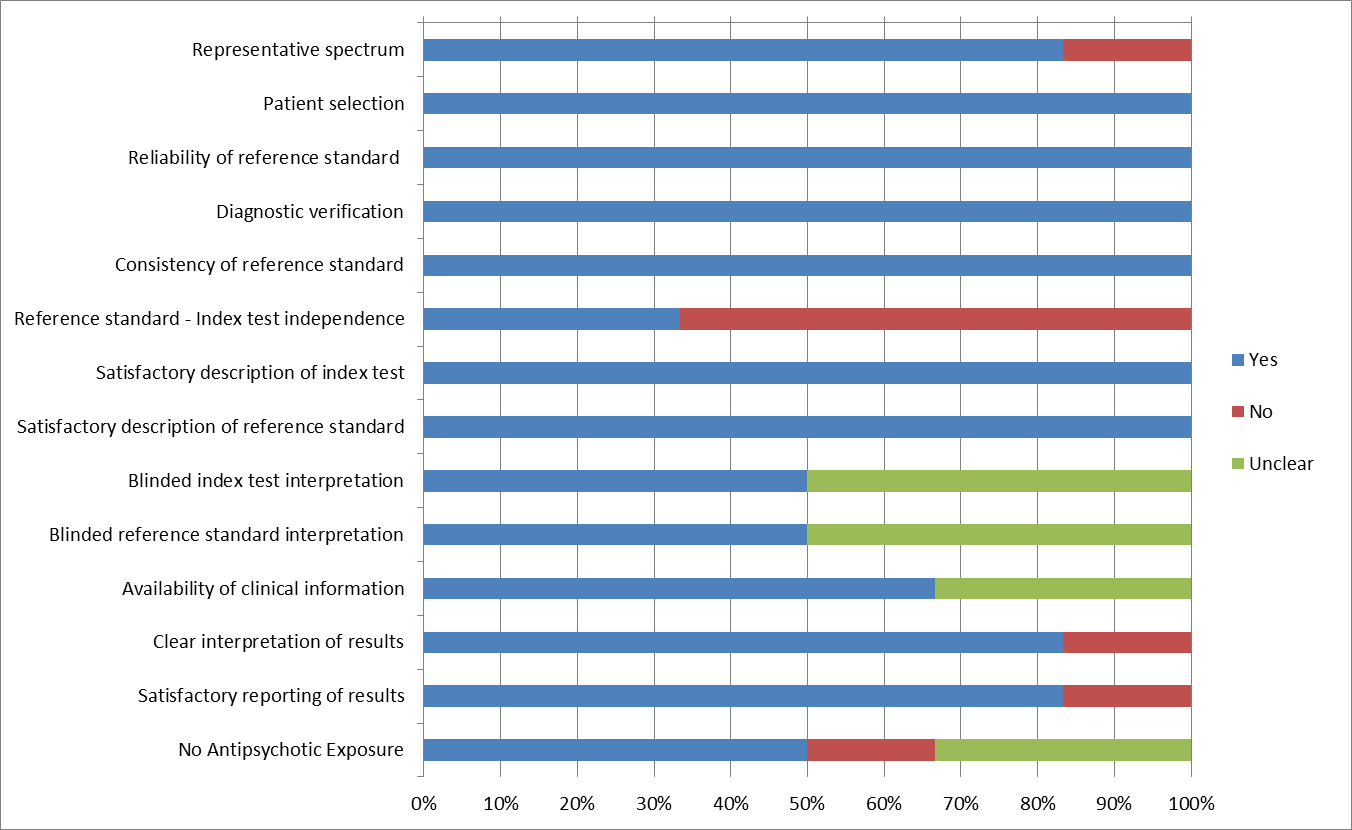 Representative spectrum
Patient selection
Reliability of reference standard
Diagnostic verification
Consistency of reference standard
Reference standard - Index test independence
Satisfactory description of index test
Satisfactory description of reference standard
Blinded index test interpretation
Blinded reference standard interpretation
Availability of clinical information
Clear interpretation of results
Satisfactory reporting of results
No Antipsychotic Exposure
0% 10% 20% 30% 40% 50% 60% 70% 80% 90% 100%
Yes
No
Unclear